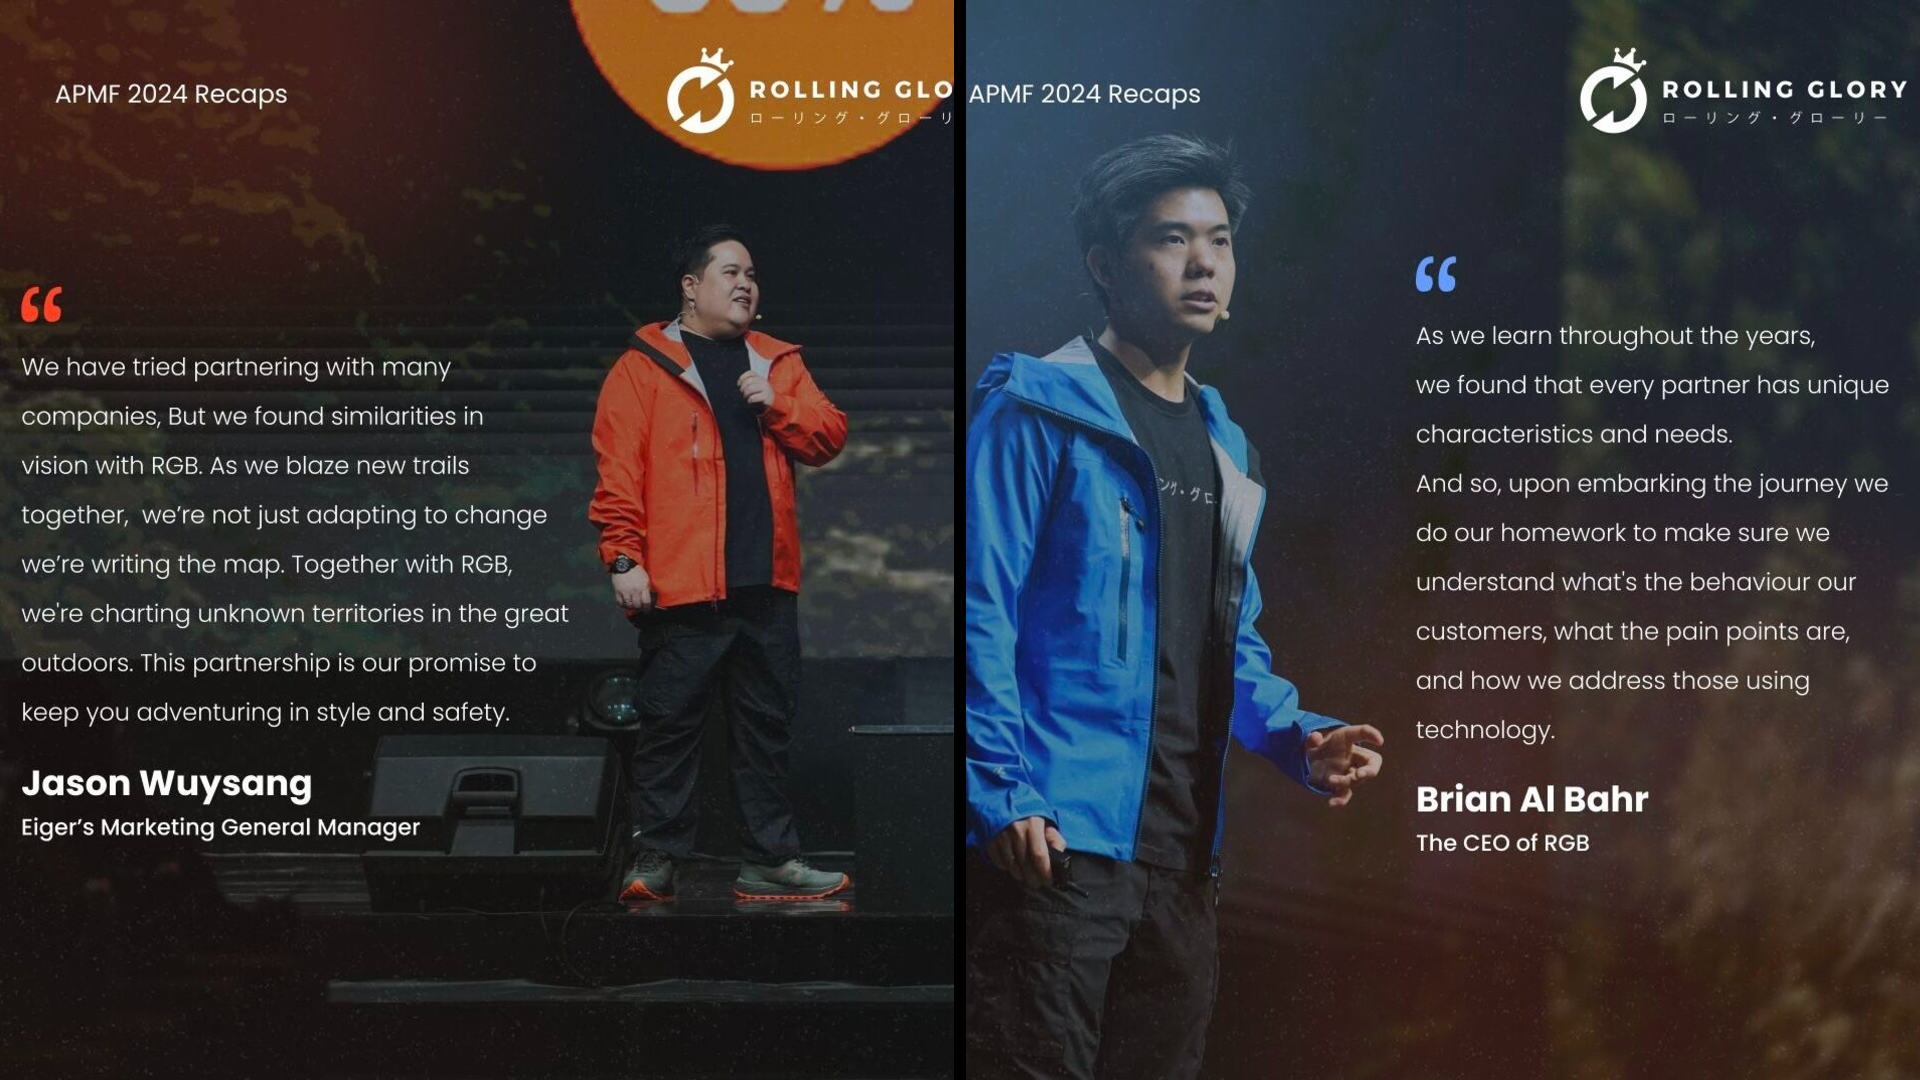 APMF 2024 Recaps
ROLLING GLO
ローリング・グローリ
“
We have tried partnering with many
companies, But we found similarities in
vision with RGB. As we blaze new trails
together,  we’re not just adapting to change
we’re writing the map. Together with RGB,
we're charting unknown territories in the great
outdoors. This partnership is our promise to
keep you adventuring in style and safety.
Jason Wuysang
Eiger’s Marketing General Manager
APMF 2024 Recaps
ROLLING GLORY
ローリング・グローリー
ング・グロ
“
As we learn throughout the years,
we found that every partner has unique
characteristics and needs.
And so, upon embarking the journey we
do our homework to make sure we
understand what's the behaviour our
customers, what the pain points are,
and how we address those using
technology.
Brian Al Bahr
The CEO of RGB